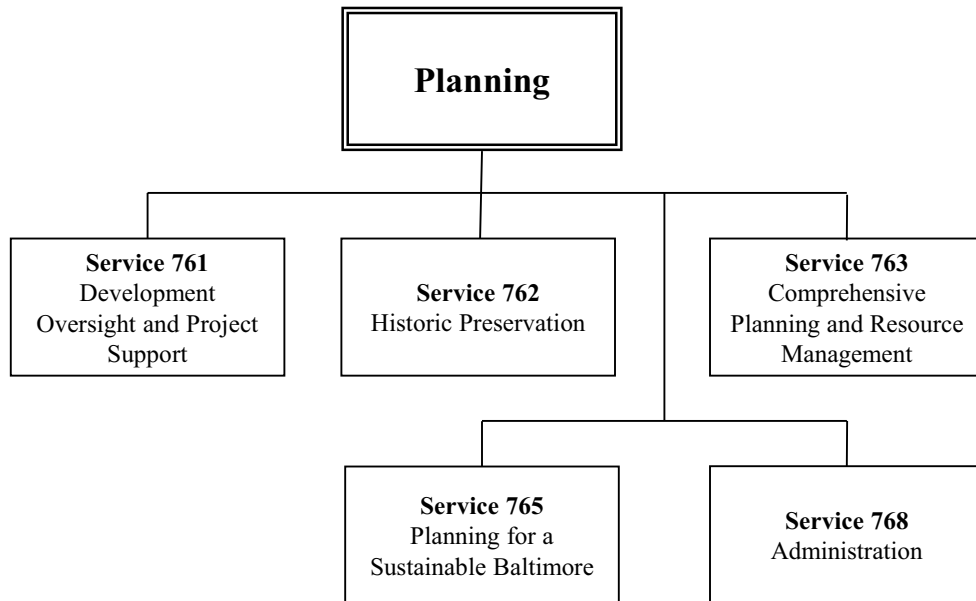 Planning
Service 761
Development
Oversight and Project
Support
Service 762
Historic Preservation
Service 763
Comprehensive
Planning and Resource
Management
Service 765
Planning for a
Sustainable Baltimore
Service 768
Administration